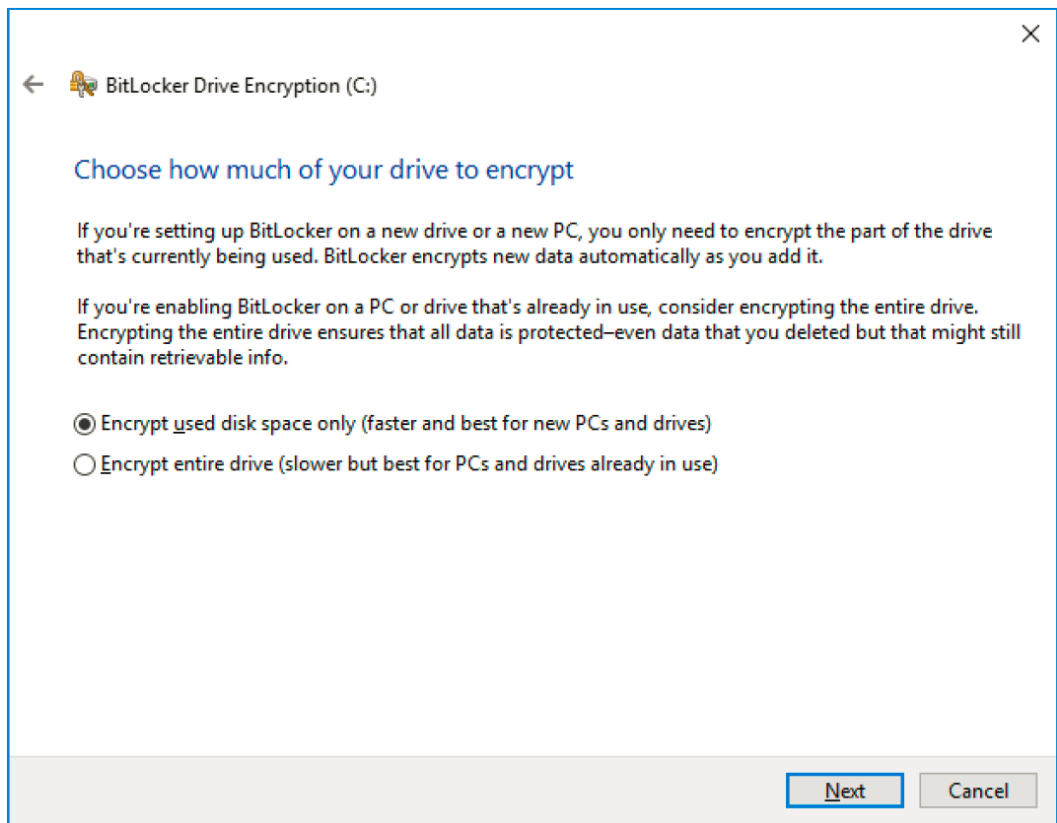 BitLocker Drive Encryption (C:)
Choose how much of your drive to encrypt
If you're setting up BitLocker on a new drive or a new PC, you only need to encrypt the part of the drive
that's currently being used. BitLocker encrypts new data automatically as you add it.
If you're enabling BitLocker on a PC or drive that's already in use, consider encrypting the entire drive.
Encrypting the entire drive ensures that all data is protected–even data that you deleted but that might still
contain retrievable info.
Encrypt used disk space only (faster and best for new PCs and drives)
Encrypt entire drive (slower but best for PCs and drives already in use)
Next Cancel